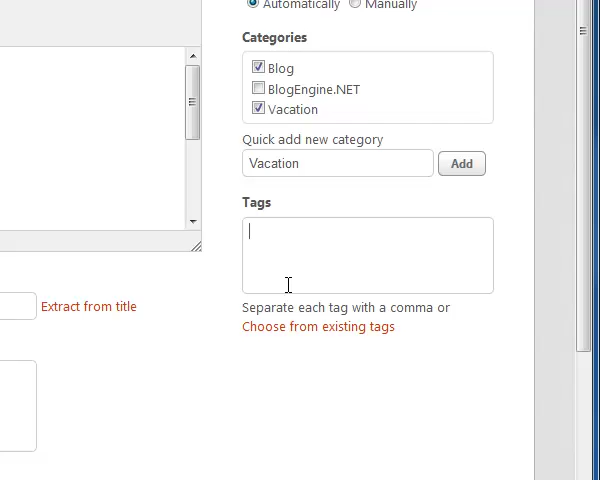 Automatically Manually
Categories
Blog
BlogEngine.NET
Vacation
Quick add new category
Vacation Add
Tags
Separate each tag with a comma or
Extract from title
Choose from existing tags